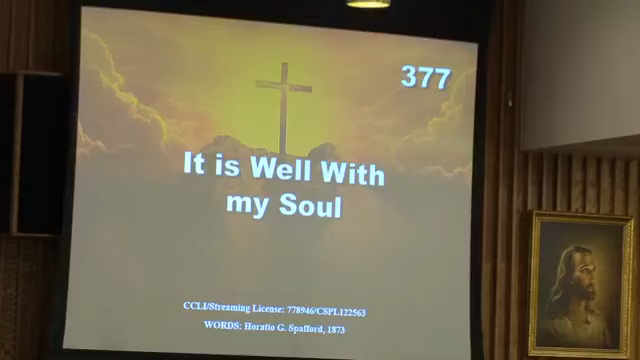 377
It is Well With
my Soul
CCLI/Streaming License: 778946/CSPL122563
WORDS: Horatio G. Spafford, 1873